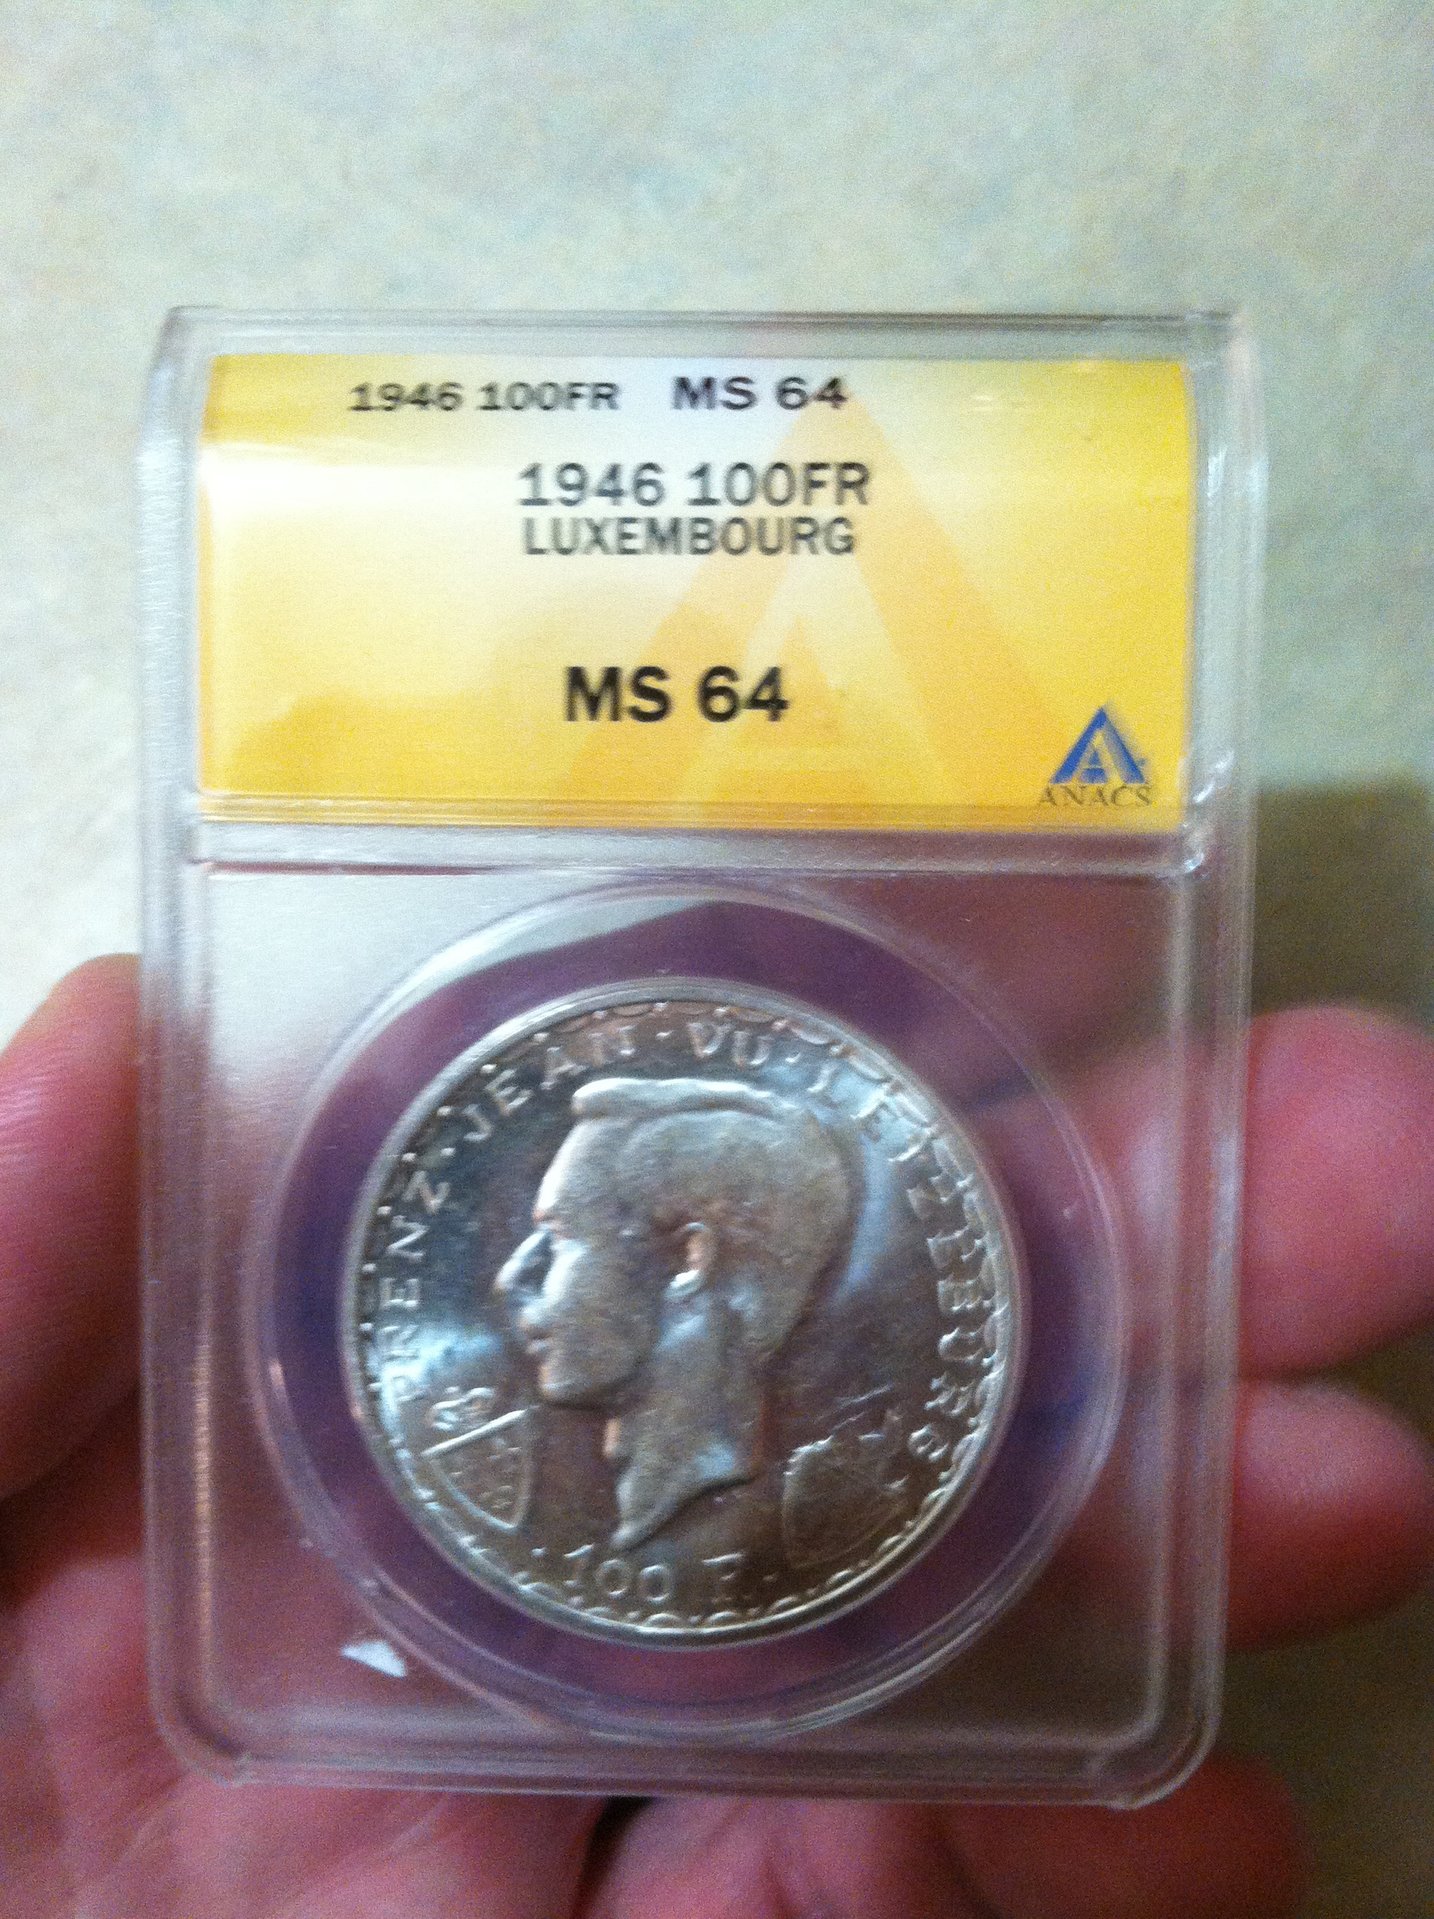 1946 100FR MS 64
1946 100FR
LUXEMBOURG
MS 64
A
ANACS
PRENZ · JEAN · VU · LETZEBURG
· 100 F. ·